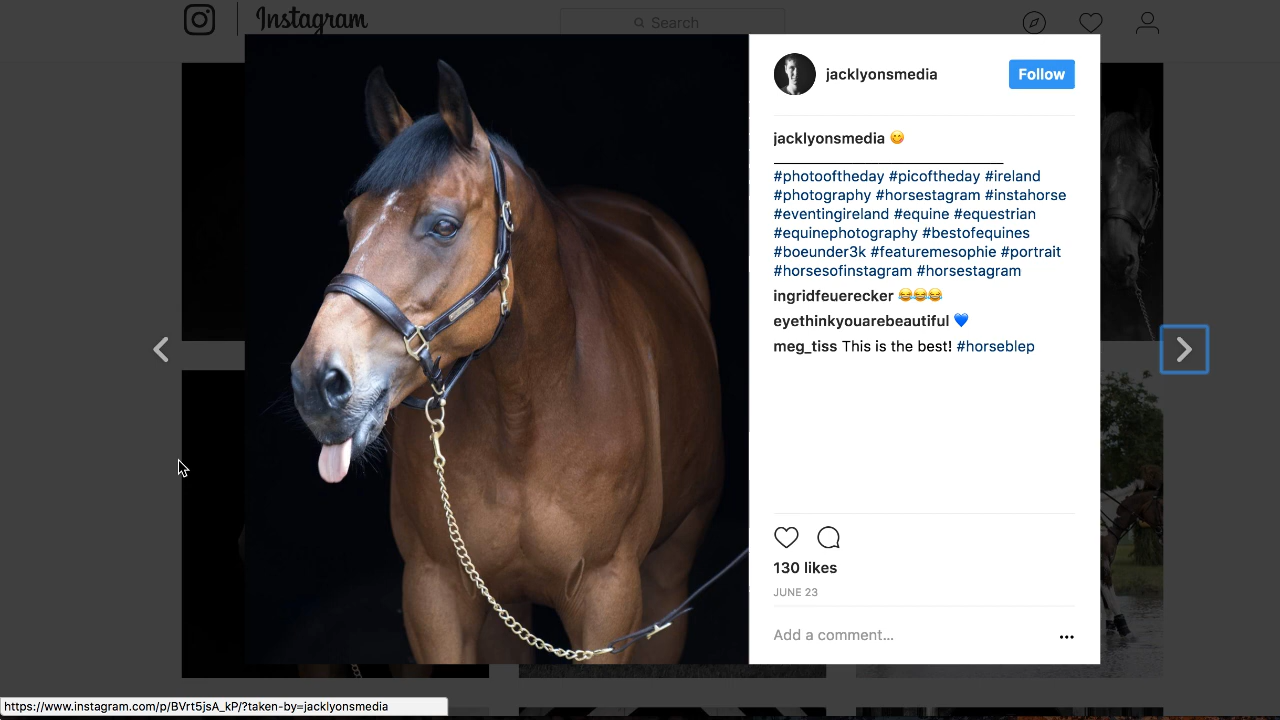 Instagram
Search
jacklyonsmedia
Follow
jacklyonsmedia 😋
#photooftheday #picoftheday #ireland
#photography #horsestagram #instahorse
#eventingireland #equine #equestrian
#equinephotography #bestofequines
#boeunder3k #featuremesophie #portrait
#horsesofinstagram #horsestagram
ingridfeuerecker 😂😂😂
eyethinkyouarebeautiful 💙
meg_tiss This is the best! #horseblep
130 likes
JUNE 23
Add a comment...
https://www.instagram.com/p/BVrt5jsA_kP/?taken-by=jacklyonsmedia